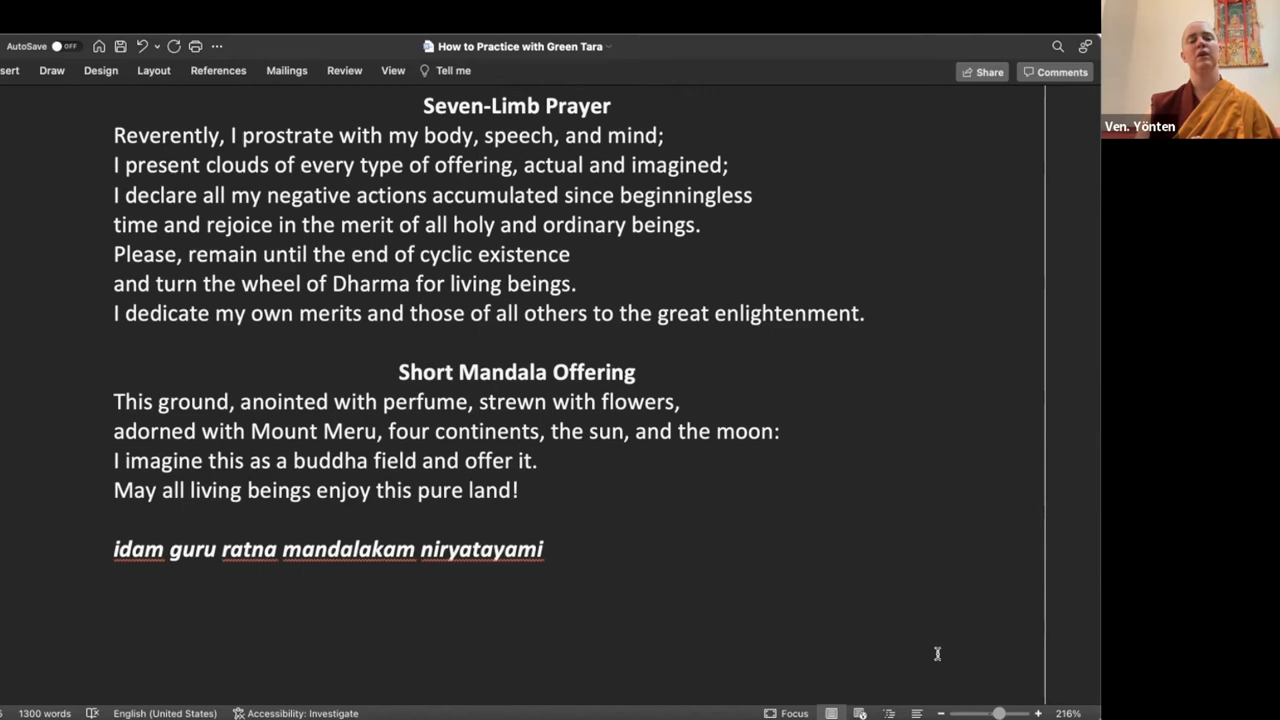 AutoSave OFF
How to Practice with Green Tara
sert Draw Design Layout References Mailings Review View Tell me Share Comments
Ven. Yönten
Seven-Limb Prayer
Reverently, I prostrate with my body, speech, and mind;
I present clouds of every type of offering, actual and imagined;
I declare all my negative actions accumulated since beginningless
time and rejoice in the merit of all holy and ordinary beings.
Please, remain until the end of cyclic existence
and turn the wheel of Dharma for living beings.
I dedicate my own merits and those of all others to the great enlightenment.
Short Mandala Offering
This ground, anointed with perfume, strewn with flowers,
adorned with Mount Meru, four continents, the sun, and the moon:
I imagine this as a buddha field and offer it.
May all living beings enjoy this pure land!
idam guru ratna mandalakam niryatayami
1300 words English (United States) Accessibility: Investigate Focus 216%